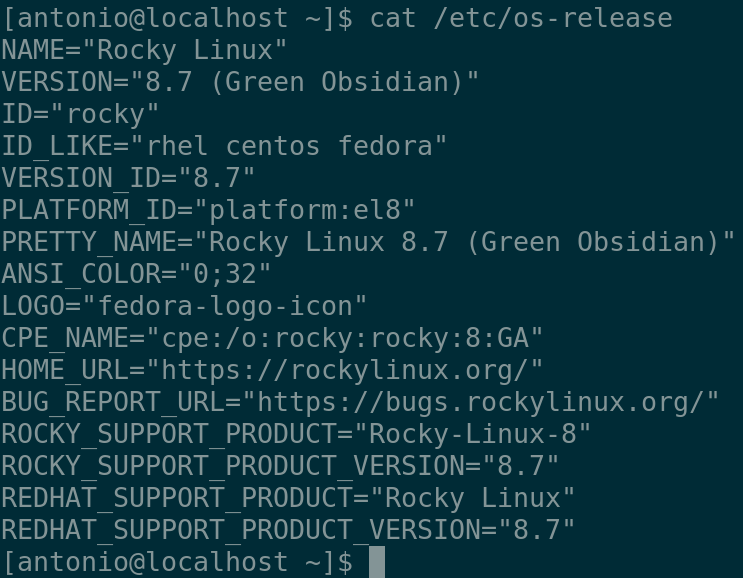 [antonio@localhost ~]$ cat /etc/os-release
NAME="Rocky Linux"
VERSION="8.7 (Green Obsidian)"
ID="rocky"
ID_LIKE="rhel centos fedora"
VERSION_ID="8.7"
PLATFORM_ID="platform:el8"
PRETTY_NAME="Rocky Linux 8.7 (Green Obsidian)"
ANSI_COLOR="0;32"
LOGO="fedora-logo-icon"
CPE_NAME="cpe:/o:rocky:rocky:8:GA"
HOME_URL="https://rockylinux.org/"
BUG_REPORT_URL="https://bugs.rockylinux.org/"
ROCKY_SUPPORT_PRODUCT="Rocky-Linux-8"
ROCKY_SUPPORT_PRODUCT_VERSION="8.7"
REDHAT_SUPPORT_PRODUCT="Rocky Linux"
REDHAT_SUPPORT_PRODUCT_VERSION="8.7"
[antonio@localhost ~]$